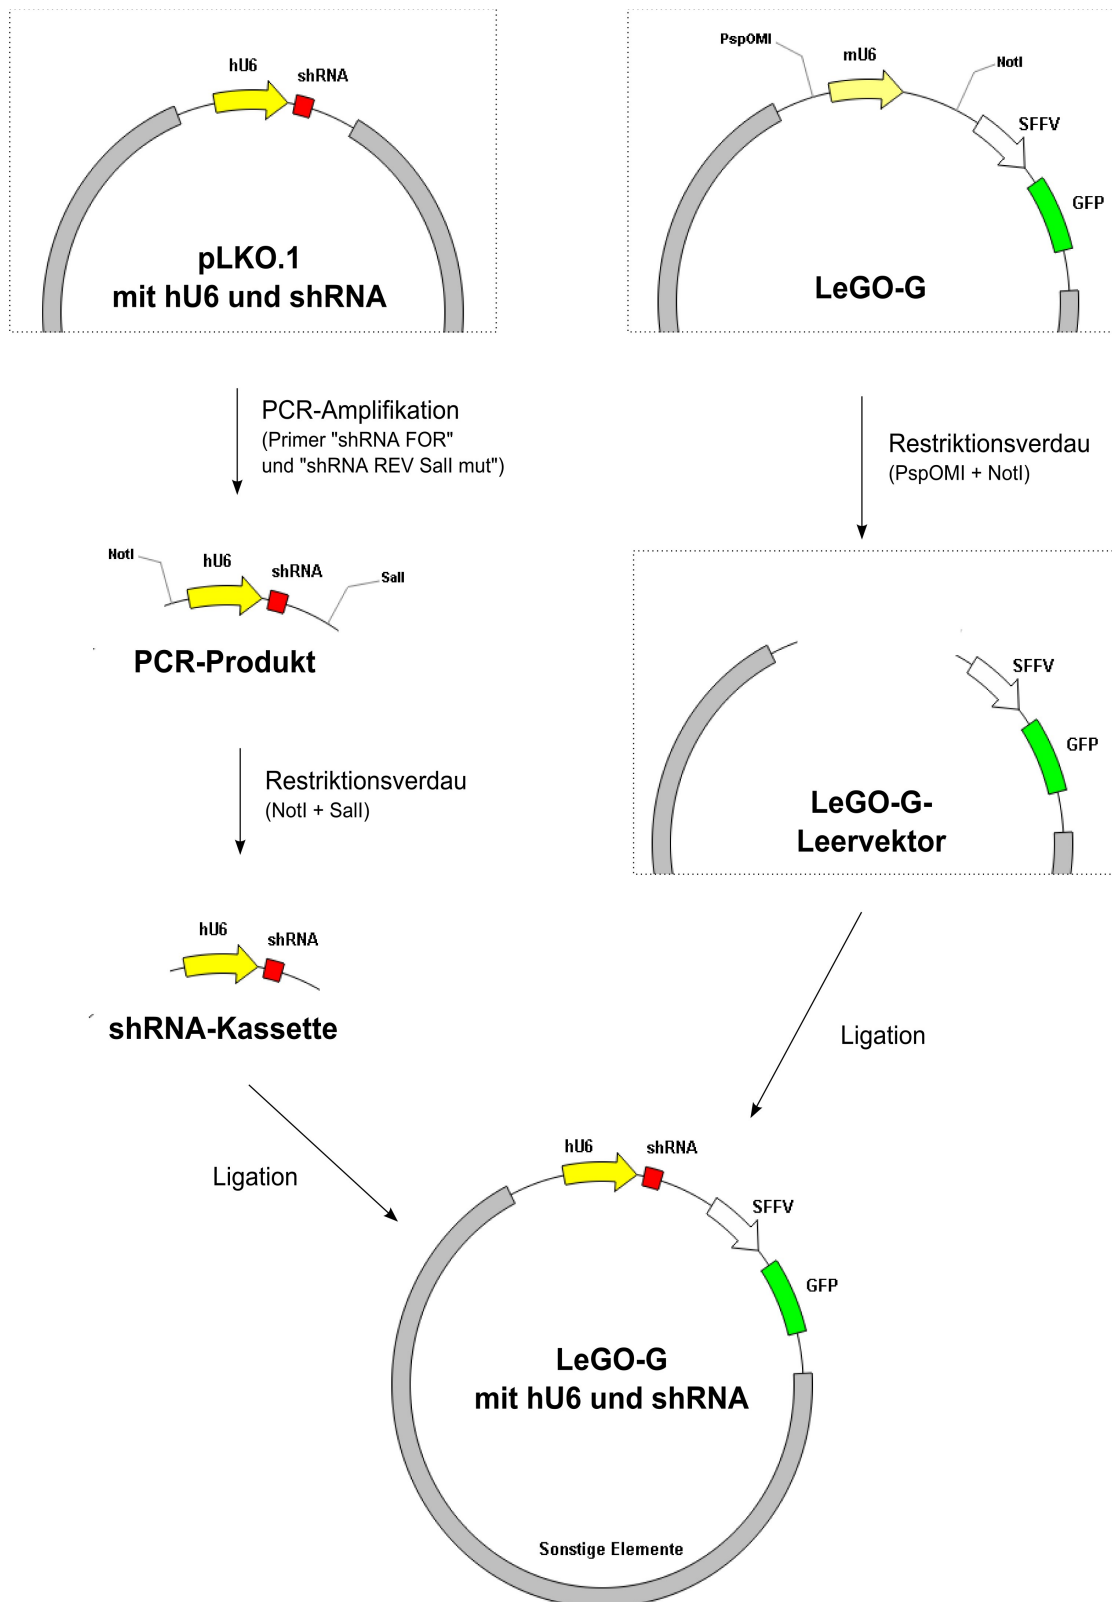 hU6
shRNA
pLKO.1
mit hU6 und shRNA
PspOMI
mU6
NotI
SFFV
GFP
LeGO-G
PCR-Amplifikation
(Primer "shRNA FOR"
und "shRNA REV SalI mut")
Restriktionsverdau
(PspOMI + NotI)
NotI
hU6
shRNA
SalI
PCR-Produkt
SFFV
GFP
LeGO-G-
Leervektor
Restriktionsverdau
(NotI + SalI)
hU6
shRNA
shRNA-Kassette
Ligation
Ligation
hU6
shRNA
SFFV
GFP
LeGO-G
mit hU6 und shRNA
Sonstige Elemente